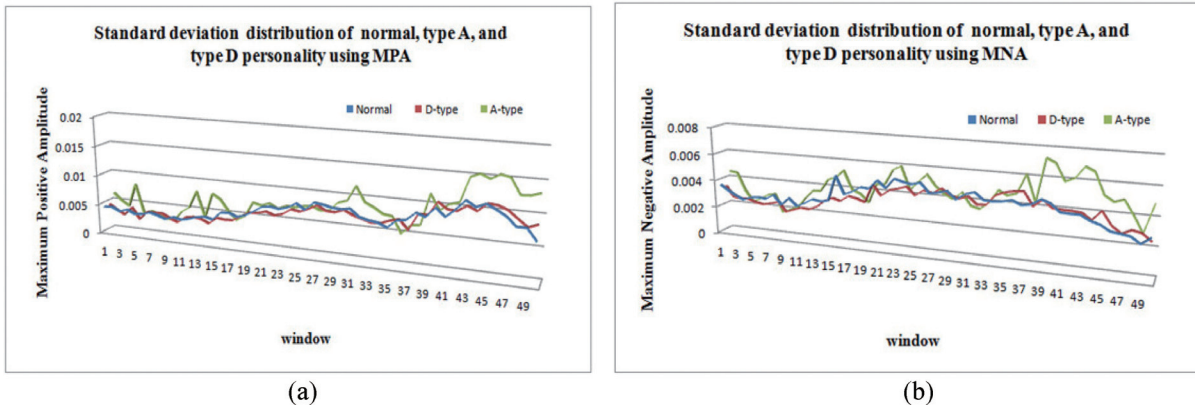 Standard deviation distribution of normal, type A, and
type D personality using MPA
Normal D-type A-type
Maximum Positive Amplitude
0.02
0.015
0.01
0.005
0
1 3 5 7 9 11 13 15 17 19 21 23 25 27 29 31 33 35 37 39 41 43 45 47 49
window
(a)
Standard deviation distribution of normal, type A, and
type D personality using MNA
Normal D-type A-type
Maximum Negative Amplitude
0.008
0.006
0.004
0.002
0
1 3 5 7 9 11 13 15 17 19 21 23 25 27 29 31 33 35 37 39 41 43 45 47 49
window
(b)